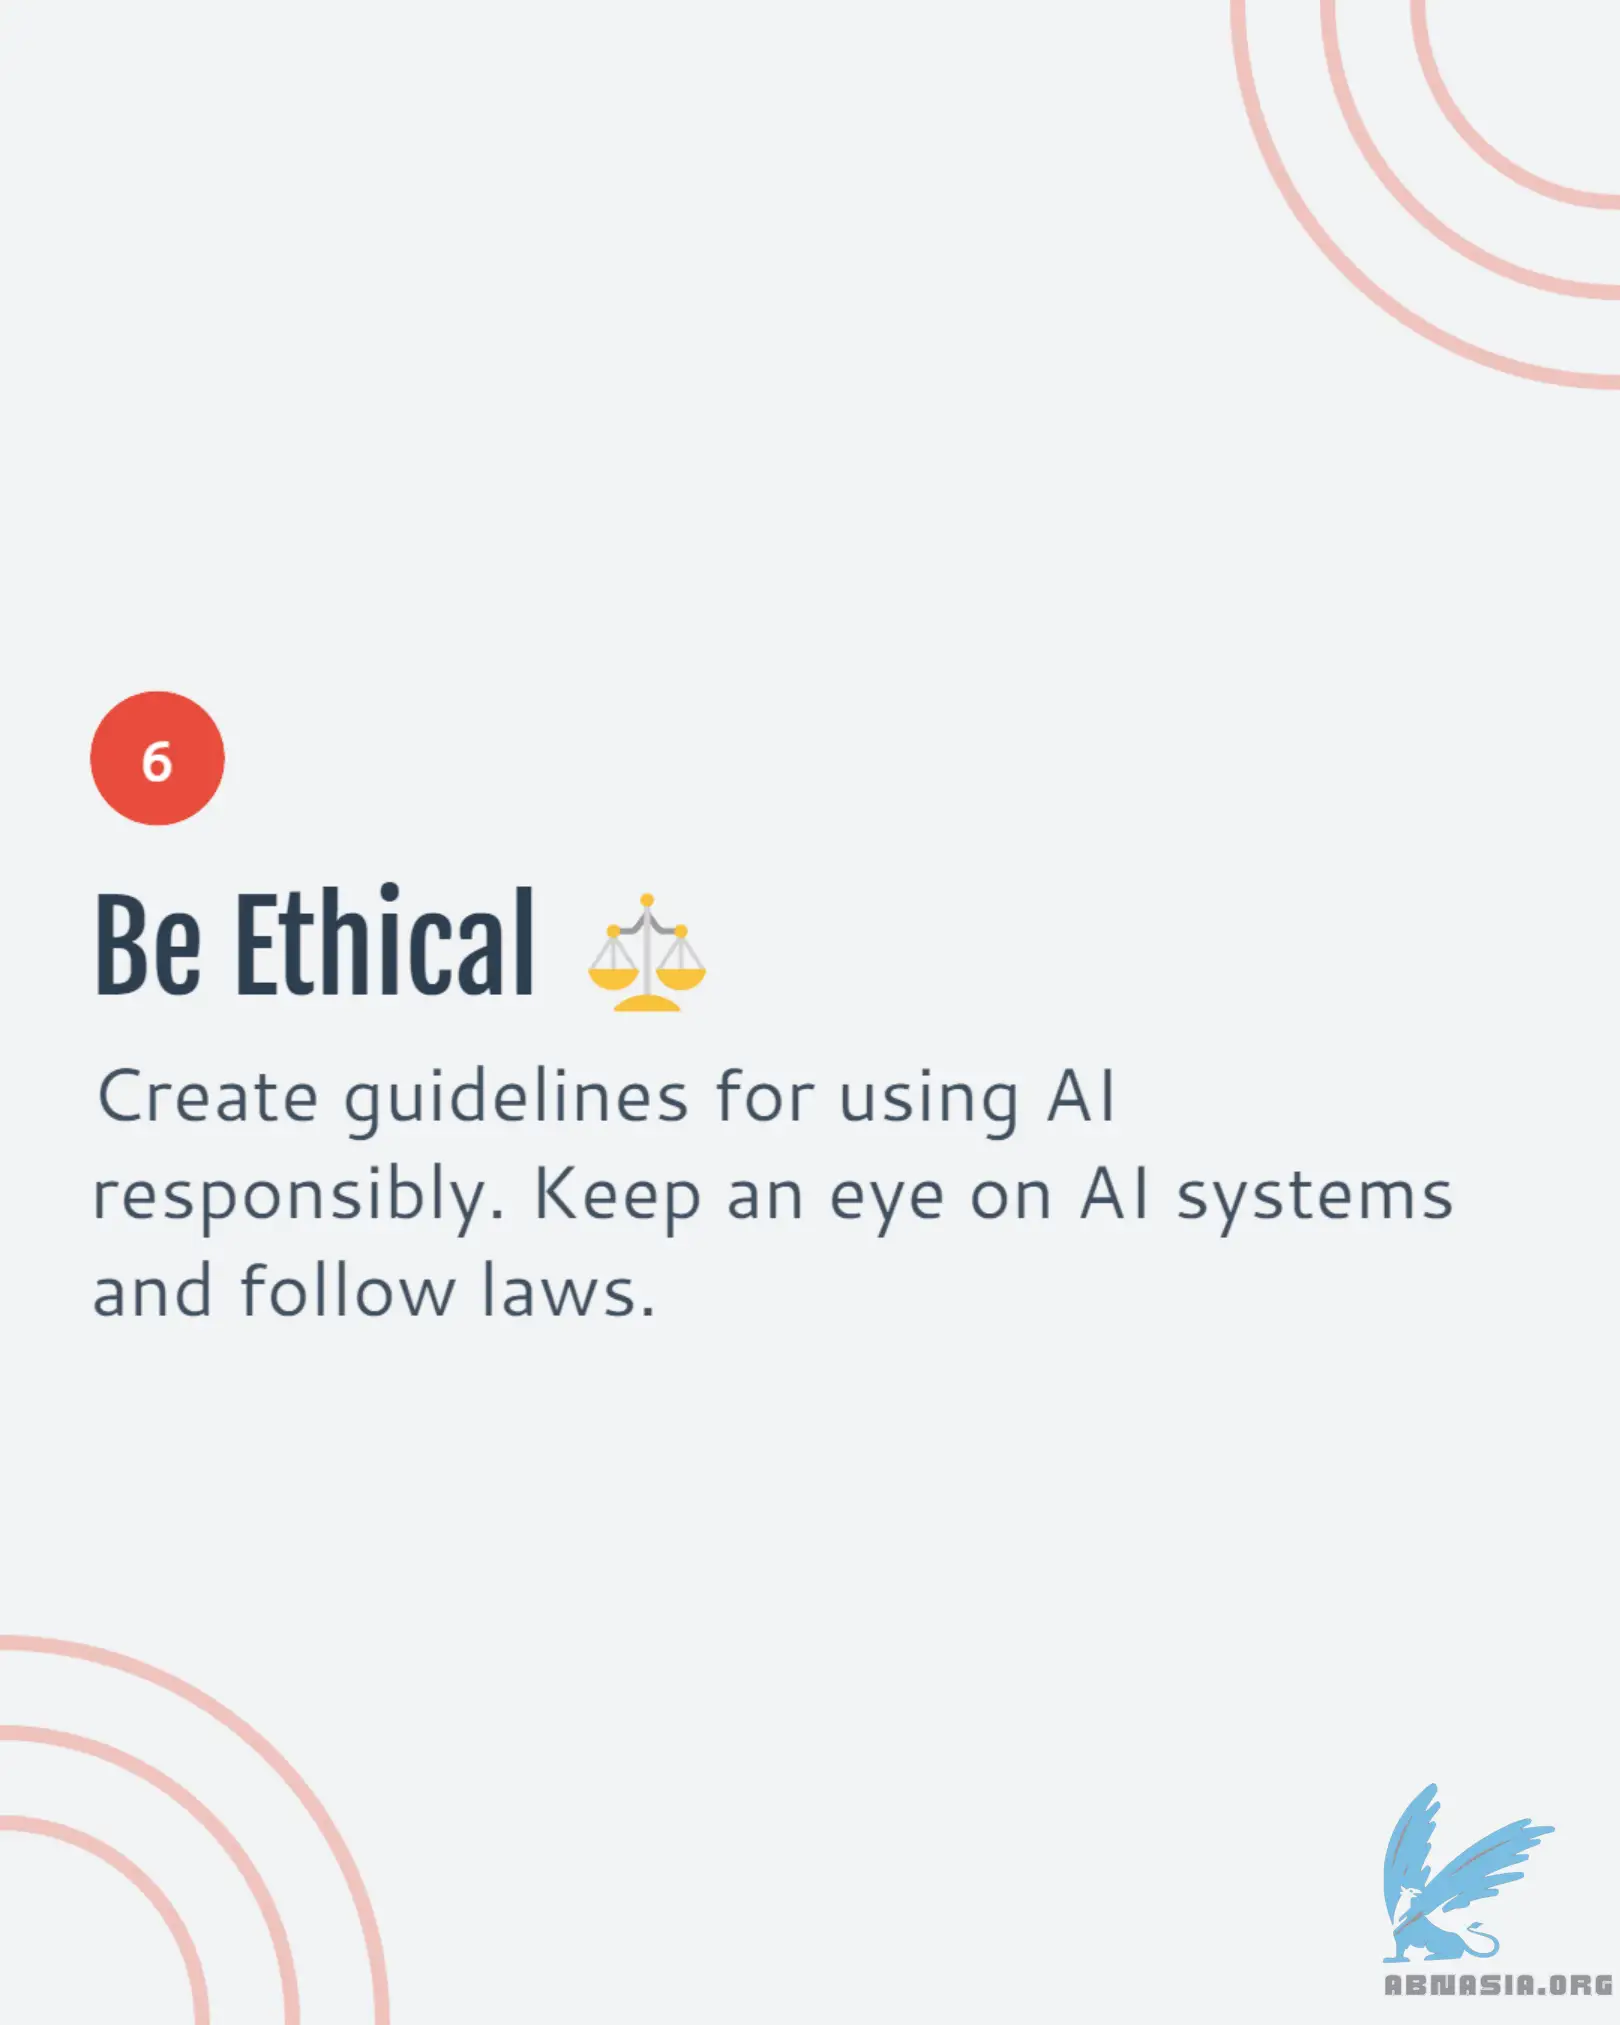 6
Be Ethical
Create guidelines for using AI
responsibly. Keep an eye on AI systems
and follow laws.
ABNASIA.ORG